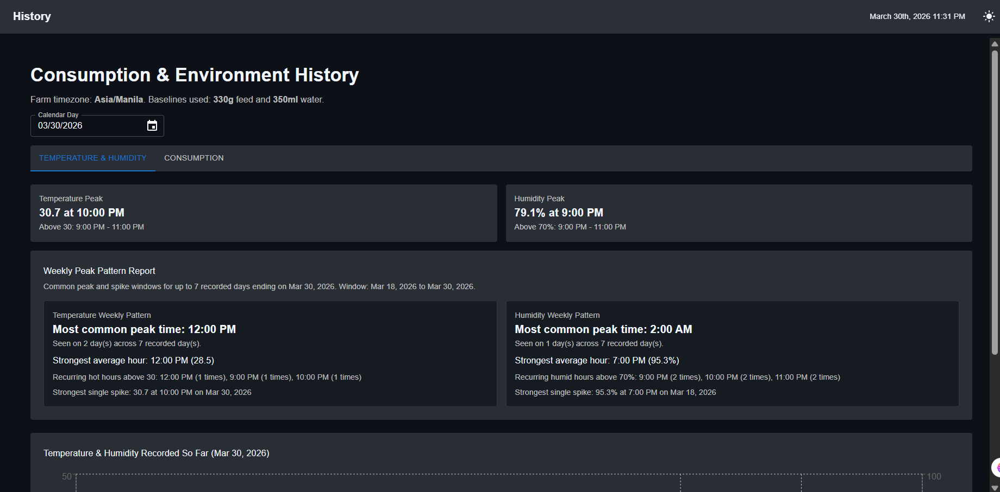 History
March 30th, 2026 11:31 PM
Consumption & Environment History
Farm timezone: Asia/Manila. Baselines used: 330g feed and 350ml water.
Calendar Day
03/30/2026
TEMPERATURE & HUMIDITY
CONSUMPTION
Temperature Peak
30.7 at 10:00 PM
Above 30: 9:00 PM - 11:00 PM
Humidity Peak
79.1% at 9:00 PM
Above 70%: 9:00 PM - 11:00 PM
Weekly Peak Pattern Report
Common peak and spike windows for up to 7 recorded days ending on Mar 30, 2026. Window: Mar 18, 2026 to Mar 30, 2026.
Temperature Weekly Pattern
Most common peak time: 12:00 PM
Seen on 2 day(s) across 7 recorded day(s).
Strongest average hour: 12:00 PM (28.5)
Recurring hot hours above 30: 12:00 PM (1 times), 9:00 PM (1 times), 10:00 PM (1 times)
Strongest single spike: 30.7 at 10:00 PM on Mar 30, 2026
Humidity Weekly Pattern
Most common peak time: 2:00 AM
Seen on 1 day(s) across 7 recorded day(s).
Strongest average hour: 7:00 PM (95.3%)
Recurring humid hours above 70%: 9:00 PM (2 times), 10:00 PM (2 times), 11:00 PM (2 times)
Strongest single spike: 95.3% at 7:00 PM on Mar 18, 2026
Temperature & Humidity Recorded So Far (Mar 30, 2026)
50
100